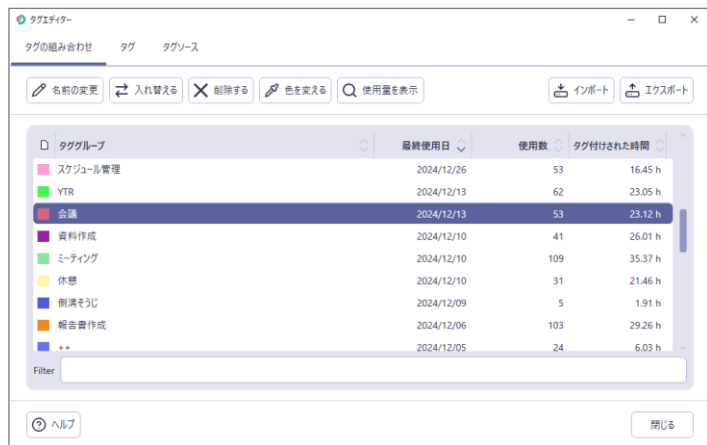 タグエディター
タグの組み合わせ タグ タグソース
名前の変更 入れ替える 削除する 色を変える 使用量を表示 インポート エクスポート
タググループ 最終使用日 使用数 タグ付けされた時間
スケジュール管理 2024/12/26 53 16.45 h
YTR 2024/12/13 62 23.05 h
会議 2024/12/13 53 23.12 h
資料作成 2024/12/10 41 26.01 h
ミーティング 2024/12/10 109 35.37 h
休憩 2024/12/10 31 21.46 h
側溝そうじ 2024/12/09 5 1.91 h
報告書作成 2024/12/06 103 29.26 h
++ 2024/12/05 24 6.03 h
Filter
ヘルプ 閉じる